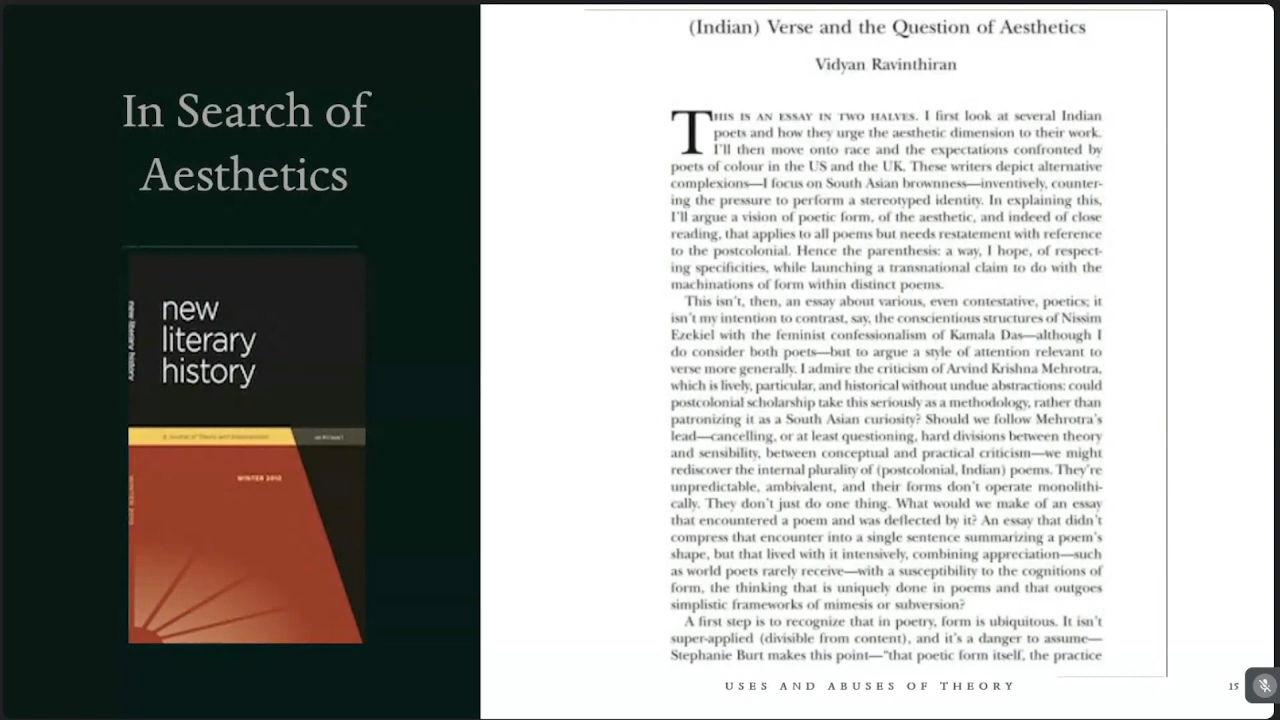 In Search of
Aesthetics
new
literary
history
new literary history
WINTER 2010
(Indian) Verse and the Question of Aesthetics
Vidyan Ravinthiran
THIS IS AN ESSAY IN TWO HALVES. I first look at several Indian
poets and how they urge the aesthetic dimension to their work.
I'll then move onto race and the expectations confronted by
poets of colour in the US and the UK. These writers depict alternative
complexions—I focus on South Asian brownness—inventively, counter-
ing the pressure to perform a stereotyped identity. In explaining this,
I'll argue a vision of poetic form, of the aesthetic, and indeed of close
reading, that applies to all poems but needs restatement with reference
to the postcolonial. Hence the parenthesis: a way, I hope, of respect-
ing specificities, while launching a transnational claim to do with the
machinations of form within distinct poems.
This isn't, then, an essay about various, even contestative, poetics; it
isn't my intention to contrast, say, the conscientious structures of Nissim
Ezekiel with the feminist confessionalism of Kamala Das—although I
do consider both poets—but to argue a style of attention relevant to
verse more generally. I admire the criticism of Arvind Krishna Mehrotra,
which is lively, particular, and historical without undue abstractions: could
postcolonial scholarship take this seriously as a methodology, rather than
patronizing it as a South Asian curiosity? Should we follow Mehrotra's
lead—cancelling, or at least questioning, hard divisions between theory
and sensibility, between conceptual and practical criticism—we might
rediscover the internal plurality of (postcolonial, Indian) poems. They're
unpredictable, ambivalent, and their forms don't operate monolithi-
cally. They don't just do one thing. What would we make of an essay
that encountered a poem and was deflected by it? An essay that didn't
compress that encounter into a single sentence summarizing a poem's
shape, but that lived with it intensively, combining appreciation—such
as world poets rarely receive—with a susceptibility to the cognitions of
form, the thinking that is uniquely done in poems and that outgoes
simplistic frameworks of mimesis or subversion?
A first step is to recognize that in poetry, form is ubiquitous. It isn't
super-applied (divisible from content), and it's a danger to assume—
Stephanie Burt makes this point—"that poetic form itself, the practice
USES AND ABUSES OF THEORY
15